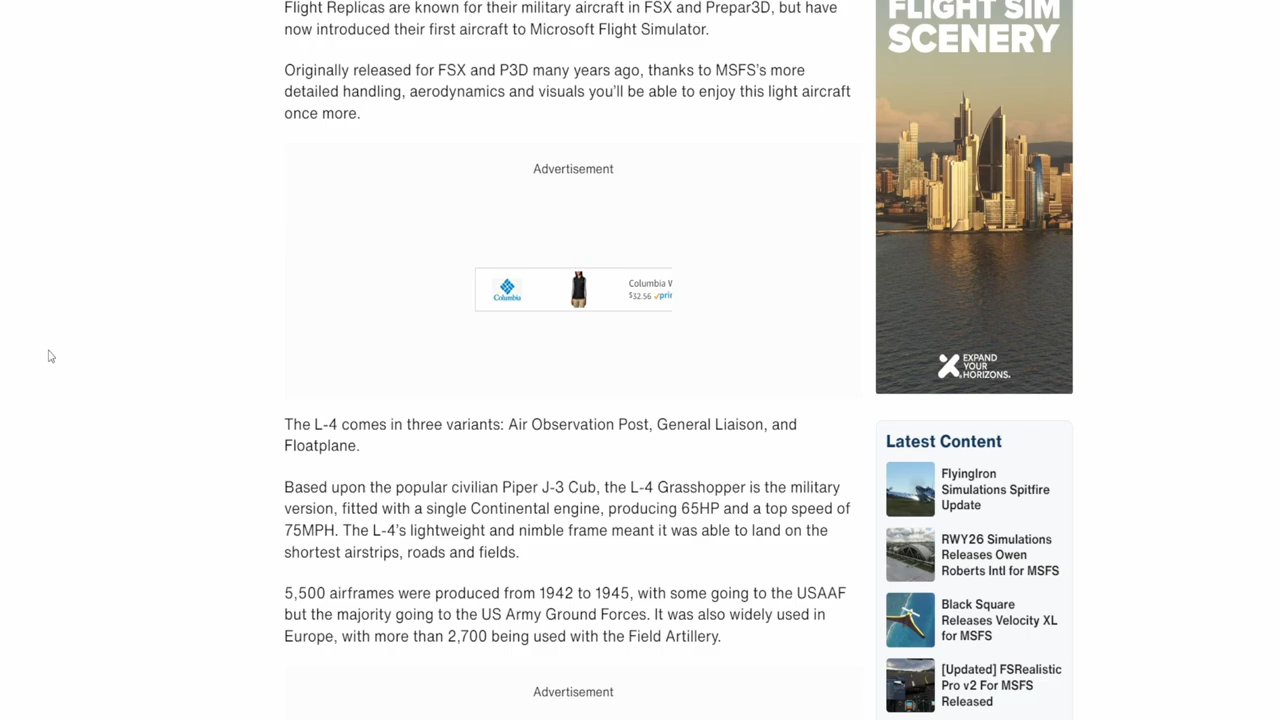 Flight Replicas are known for their military aircraft in FSX and Prepar3D, but have
now introduced their first aircraft to Microsoft Flight Simulator.
Originally released for FSX and P3D many years ago, thanks to MSFS’s more
detailed handling, aerodynamics and visuals you’ll be able to enjoy this light aircraft
once more.
Advertisement
Columbia
Columbia W
$32.56 ✓prin
The L-4 comes in three variants: Air Observation Post, General Liaison, and
Floatplane.
Based upon the popular civilian Piper J-3 Cub, the L-4 Grasshopper is the military
version, fitted with a single Continental engine, producing 65HP and a top speed of
75MPH. The L-4’s lightweight and nimble frame meant it was able to land on the
shortest airstrips, roads and fields.
5,500 airframes were produced from 1942 to 1945, with some going to the USAAF
but the majority going to the US Army Ground Forces. It was also widely used in
Europe, with more than 2,700 being used with the Field Artillery.
Advertisement
FLIGHT SIM
SCENERY
EXPAND
YOUR
HORIZONS.
Latest Content
FlyingIron
Simulations Spitfire
Update
RWY26 Simulations
Releases Owen
Roberts Intl for MSFS
Black Square
Releases Velocity XL
for MSFS
[Updated] FSRealistic
Pro v2 For MSFS
Released